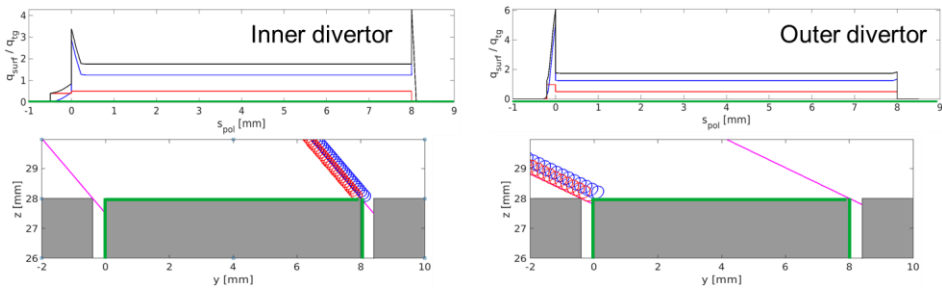 Inner divertor
q_surf / q_tg
4
3
2
1
0
-1 0 1 2 3 4 5 6 7 8 9
s_pol [mm]
Outer divertor
q_surf / q_tg
6
4
2
0
-1 0 1 2 3 4 5 6 7 8 9
s_pol [mm]
z [mm]
29
28
27
26
-2 0 2 4 6 8 10
y [mm]
z [mm]
29
28
27
26
-2 0 2 4 6 8 10
y [mm]